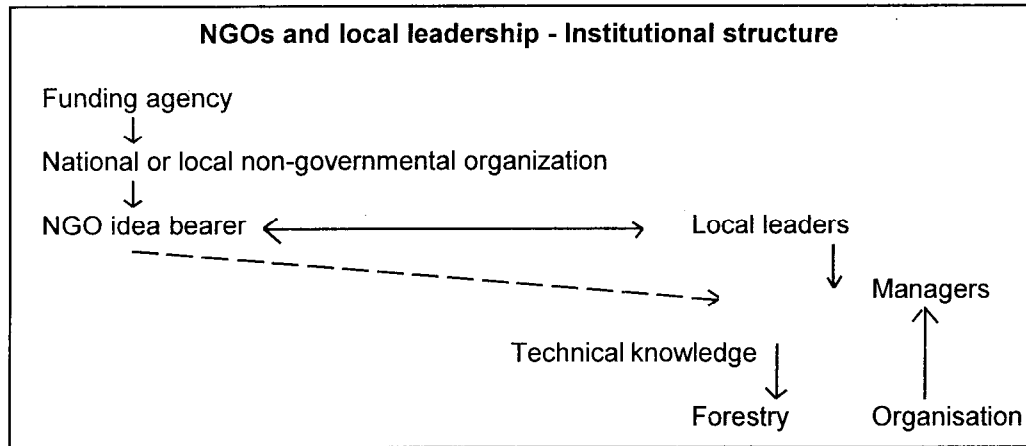 NGOs and local leadership - Institutional structure
Funding agency
National or local non-governmental organization
NGO idea bearer
Local leaders
Managers
Technical knowledge
Forestry
Organisation